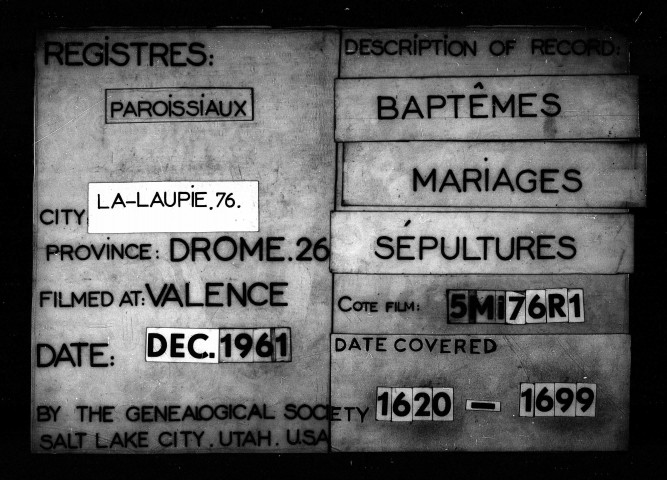 REGISTRES:
PAROISSIAUX
CITY: LA-LAUPIE.76.
PROVINCE: DROME.26
FILMED AT: VALENCE
DATE: DEC. 1961
BY THE GENEALOGICAL SOCIETY
SALT LAKE CITY. UTAH. U.SA
DESCRIPTION OF RECORD:
BAPTÊMES
MARIAGES
SÉPULTURES
COTE FILM: 5Mi76R1
DATE COVERED
1620 - 1699